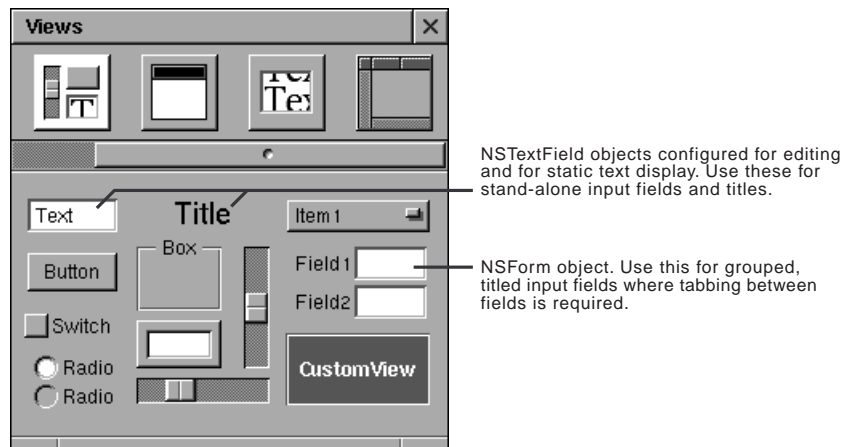 Views
Tex
Text
T
NSTextField objects configured for editing
and for static text display. Use these for
stand-alone input fields and titles.
Text
Title
Item 1
Box
Button
Field1
Field2
NSForm object. Use this for grouped,
titled input fields where tabbing between
fields is required.
Switch
Radio
Radio
CustomView